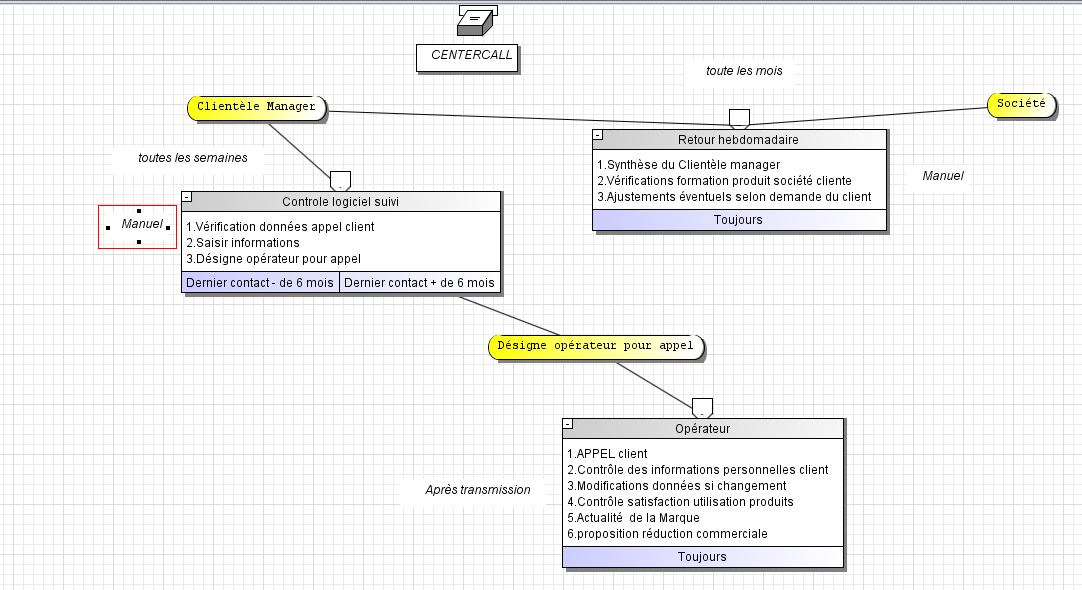 CENTERCALL
toute les mois
Clientèle Manager
Société
Retour hebdomadaire
1.Synthèse du Clientèle manager
2.Vérifications formation produit société cliente
3.Ajustements éventuels selon demande du client
Toujours
Manuel
toutes les semaines
Controle logiciel suivi
Manuel
1.Vérification données appel client
2.Saisir informations
3.Désigne opérateur pour appel
Dernier contact - de 6 mois
Dernier contact + de 6 mois
Désigne opérateur pour appel
Opérateur
1.APPEL client
2.Contrôle des informations personnelles client
3.Modifications données si changement
4.Contrôle satisfaction utilisation produits
5.Actualité de la Marque
6.proposition réduction commerciale
Toujours
Après transmission